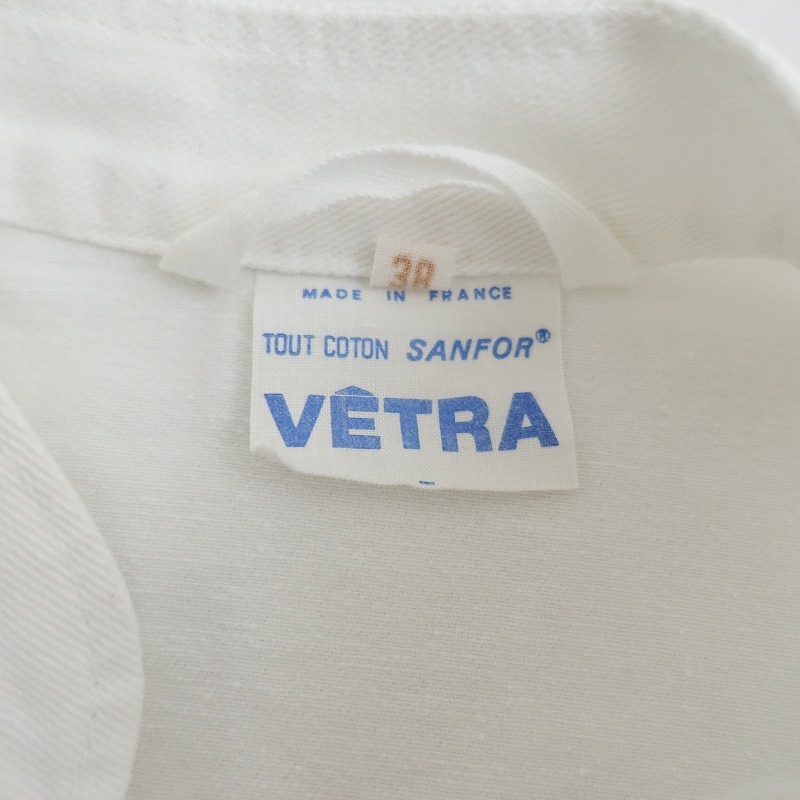 38
MADE IN FRANCE
TOUT COTON SANFOR®
VÊTRA